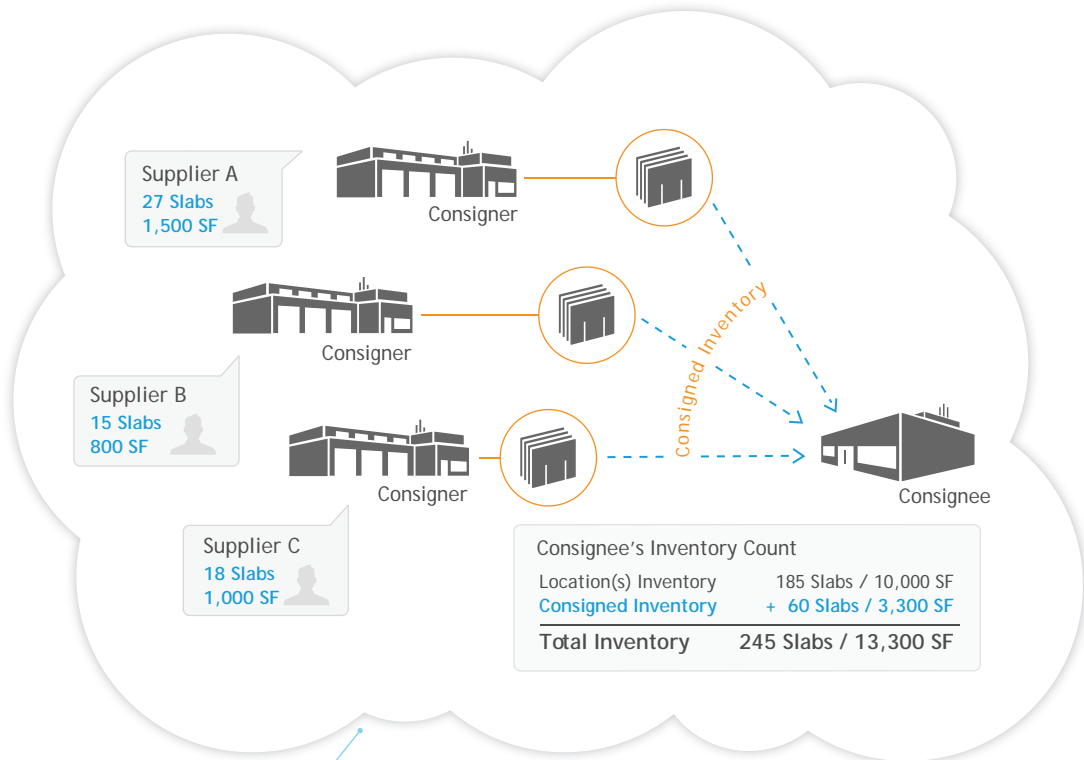 Supplier A
27 Slabs
1,500 SF
Consigner
Consigner
Supplier B
15 Slabs
800 SF
Consigner
Supplier C
18 Slabs
1,000 SF
Consigned Inventory
Consignee
Consignee's Inventory Count
Location(s) Inventory 185 Slabs / 10,000 SF
Consigned Inventory + 60 Slabs / 3,300 SF
Total Inventory 245 Slabs / 13,300 SF